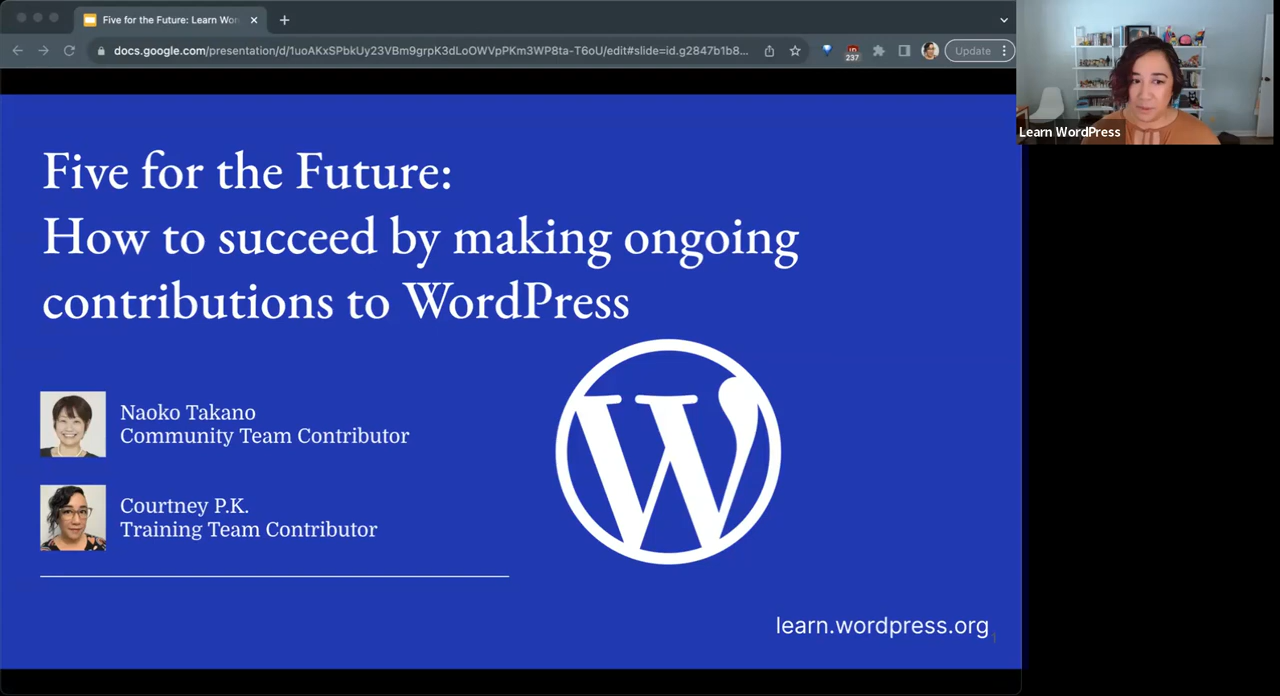 Five for the Future: Learn Wor
docs.google.com/presentation/d/1uoAKxSPbkUy23VBm9grpK3dLoOWVpPKm3WP8ta-T6oU/edit#slide=id.g2847b1b8...
237
Update
Learn WordPress
Five for the Future:
How to succeed by making ongoing
contributions to WordPress
Naoko Takano
Community Team Contributor
Courtney P.K.
Training Team Contributor
W
learn.wordpress.org